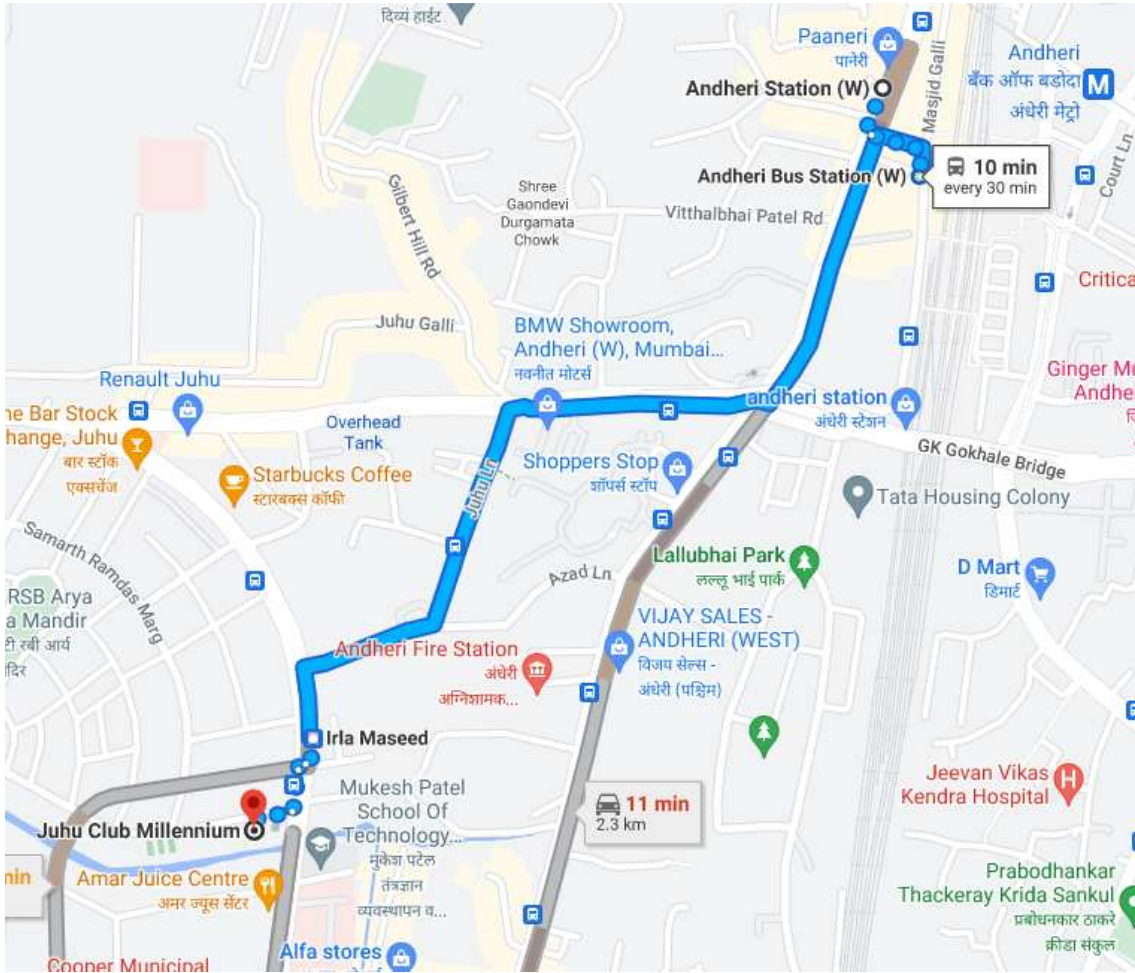 दिव्यं हाईट
Paaneri
पानेरी
Andheri Station (W)
Masjid Galli
Andheri
बँक ऑफ बडोदा
अंधेरी मेट्रो
M
Court Ln
Andheri Bus Station (W)
10 min
every 30 min
Shree
Gaondevi
Durgamata
Chowk
Vitthalbhai Patel Rd
Gilbert Hill Rd
Critica
Juhu Galli
BMW Showroom,
Andheri (W), Mumbai...
नवनीत मोटर्स
Renault Juhu
andheri station
अंधेरी स्टेशन
Ginger Mu
Andhe
जि
ne Bar Stock
change, Juhu
बार स्टॉक
एक्सचेंज
Overhead
Tank
GK Gokhale Bridge
Starbucks Coffee
स्टारबक्स कॉफी
Juhu Ln
Shoppers Stop
शॉपर्स स्टॉप
Tata Housing Colony
Samarth Ramdas Marg
Azad Ln
Lallubhai Park
लल्लू भाई पार्क
D Mart
डिमार्ट
RSB Arya
a Mandir
टी रबी आर्य
दिर
VIJAY SALES -
ANDHERI (WEST)
विजय सेल्स -
अंधेरी (पश्चिम)
Andheri Fire Station
अंधेरी
अग्निशामक...
Irla Maseed
Jeevan Vikas
Kendra Hospital
H
Mukesh Patel
School Of
Technology...
मुकेश पटेल
तंत्रज्ञान
व्यवस्थापन व...
11 min
2.3 km
Juhu Club Millennium
min
Amar Juice Centre
अमर ज्यूस सेंटर
Prabodhankar
Thackeray Krida Sankul
प्रबोधनकार ठाकरे
क्रीडा संकुल
Alfa stores
Cooper Municipal